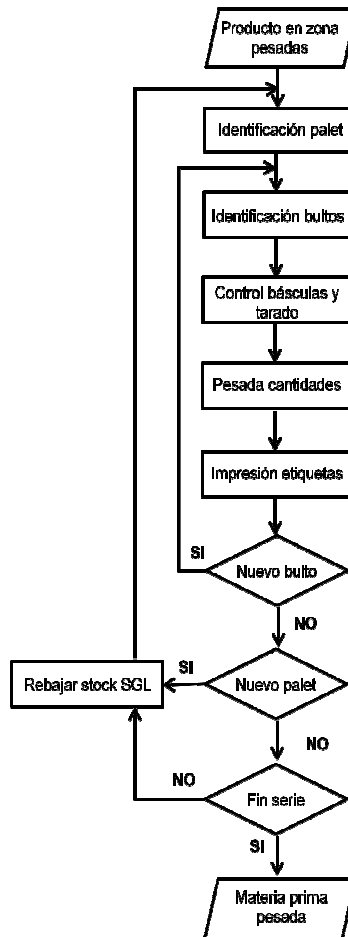 Producto en zona
pesadas
Identificación palet
Identificación bultos
Control básculas y
tarado
Pesada cantidades
Impresión etiquetas
SI
Nuevo bulto
NO
Rebajar stock SGL
SI
Nuevo palet
NO
NO
Fin serie
SI
Materia prima
pesada